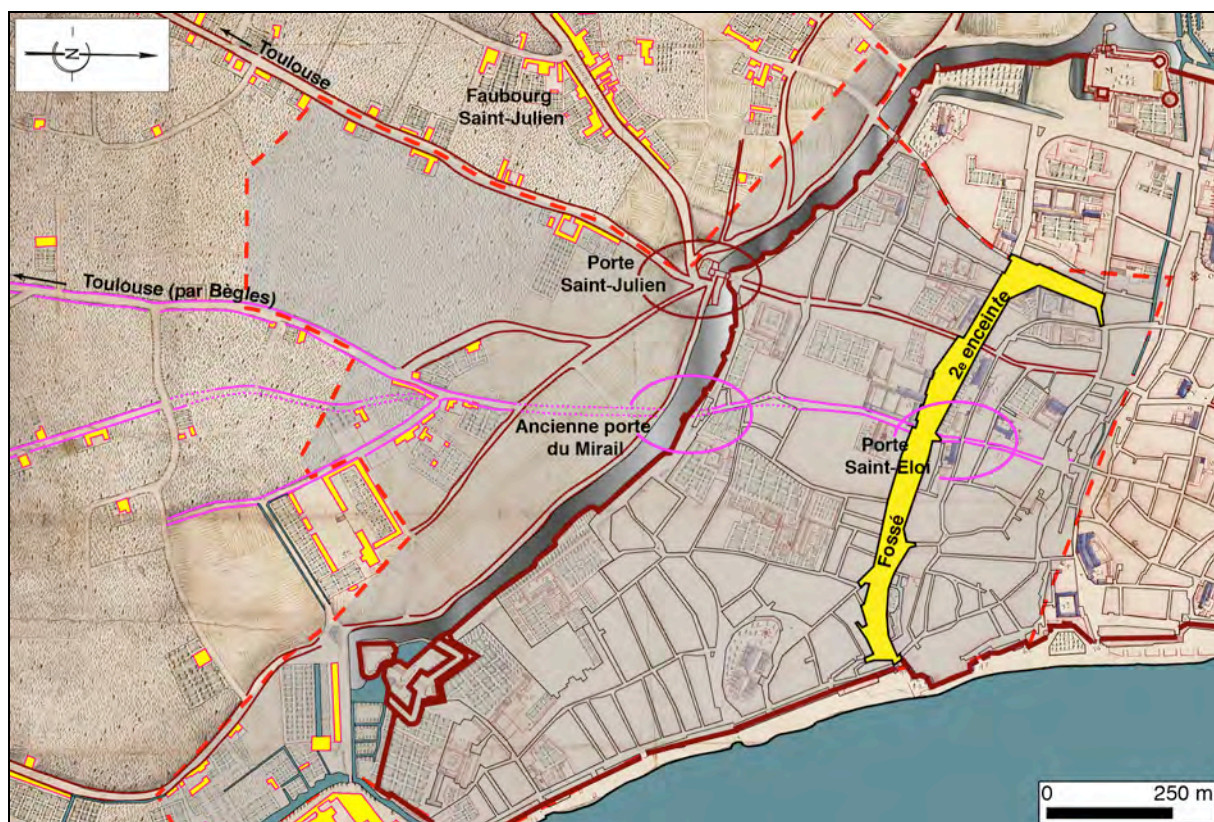 N
Toulouse
Faubourg
Saint-Julien
Porte
Saint-Julien
Toulouse (par Bègles)
2e enceinte
Ancienne porte
du Mirail
Porte
Saint-Eloi
Fossé
0 250 m